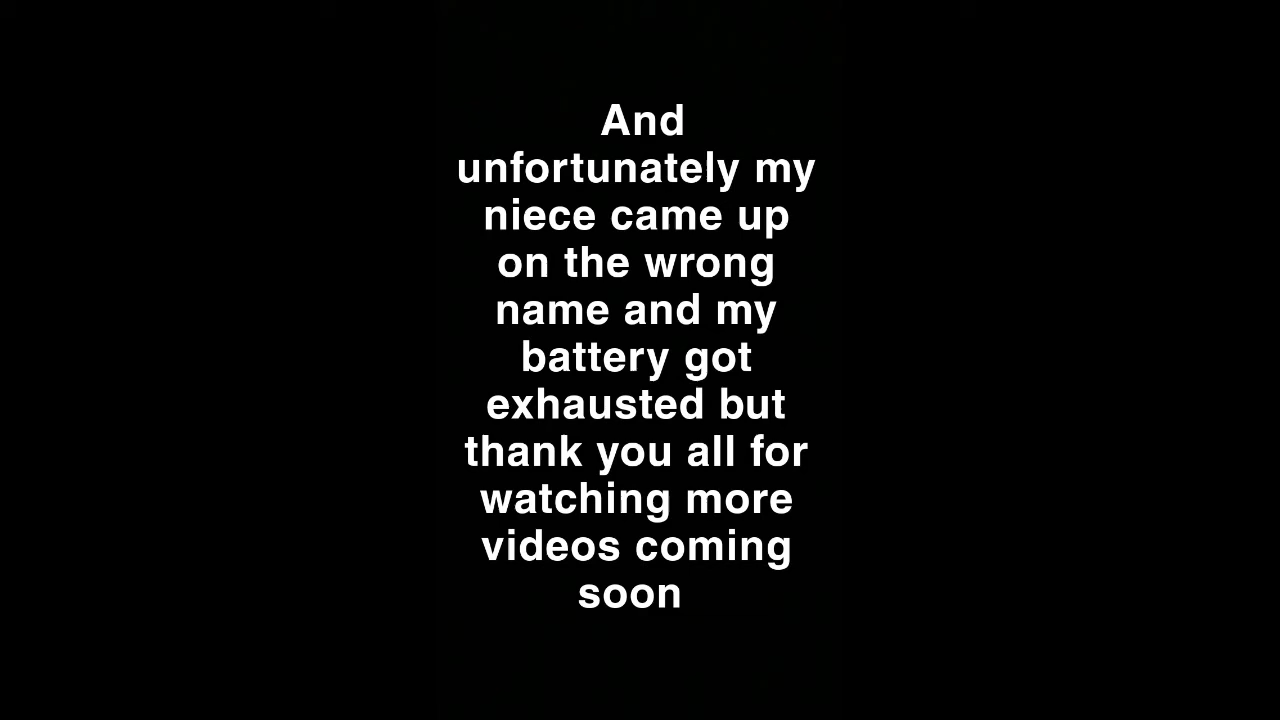 And
unfortunately my
niece came up
on the wrong
name and my
battery got
exhausted but
thank you all for
watching more
videos coming
soon